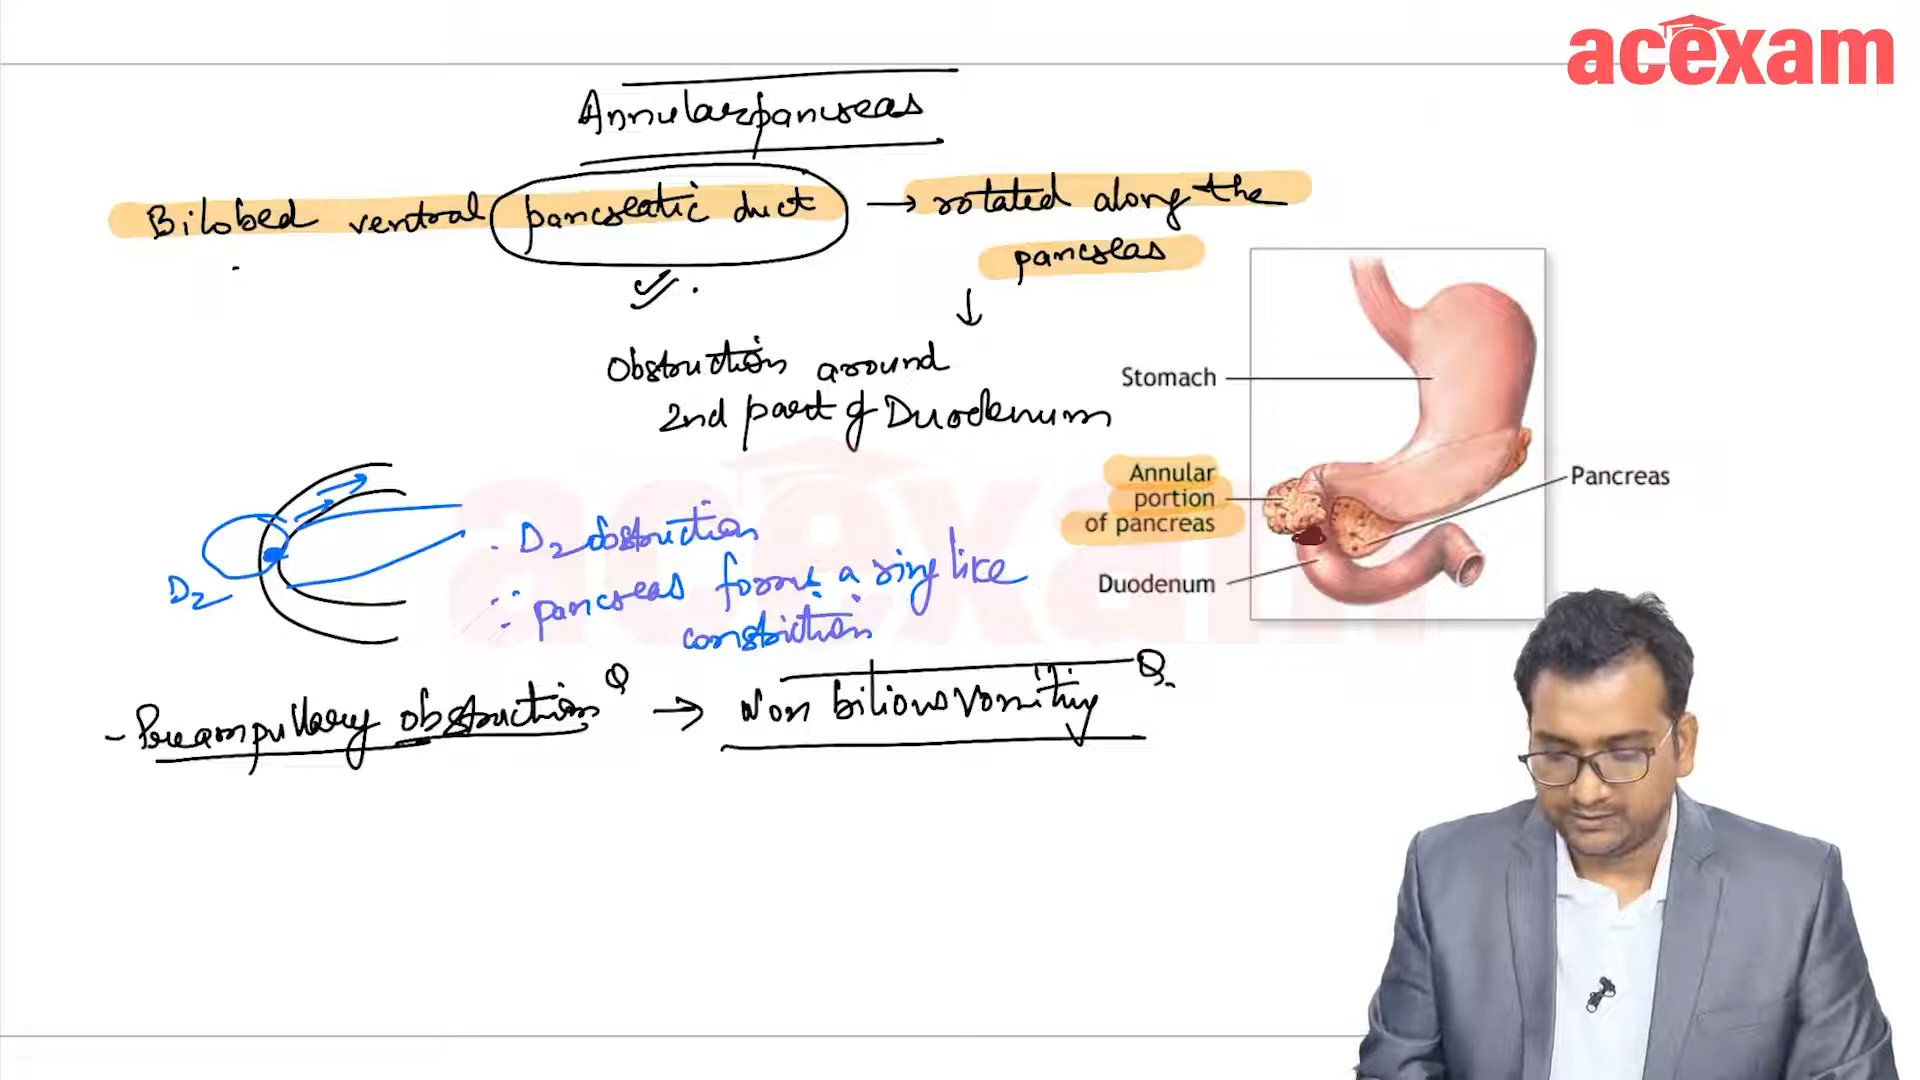 acexam
Annular pancreas
Bilobed ventral pancreatic duct → rotated along the
pancreas
↓
Obstruction around
2nd part of Duodenum
Stomach
Annular
portion
of pancreas
Pancreas
Duodenum
D2
. D2 obstruction
∵ pancreas forms a ring like
constriction
- Preampullary obstruction Q → Non bilious vomiting Q.
acexam